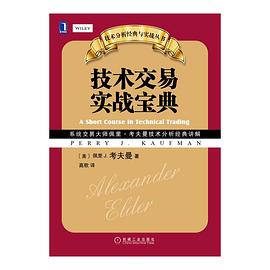 WILEY
技术分析经典与实战丛书
技术交易
实战宝典
A Short Course in Technical Trading
系统交易大师佩里·考夫曼技术分析经典讲解
PERRY J. KAUFMAN
[美] 佩里 J. 考夫曼 著
高歌 译
Alexander
Elder
机械工业出版社